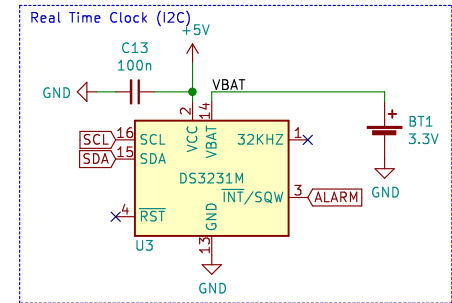 Real Time Clock (I2C)
+5V
C13
100n
GND
VBAT
2
14
BT1
3.3V
+
GND
SCL
16
SCL
VCC
VBAT
32KHZ
1
SDA
15
SDA
DS3231M
INT/SQW
3
ALARM
4
RST
GND
U3
13
GND